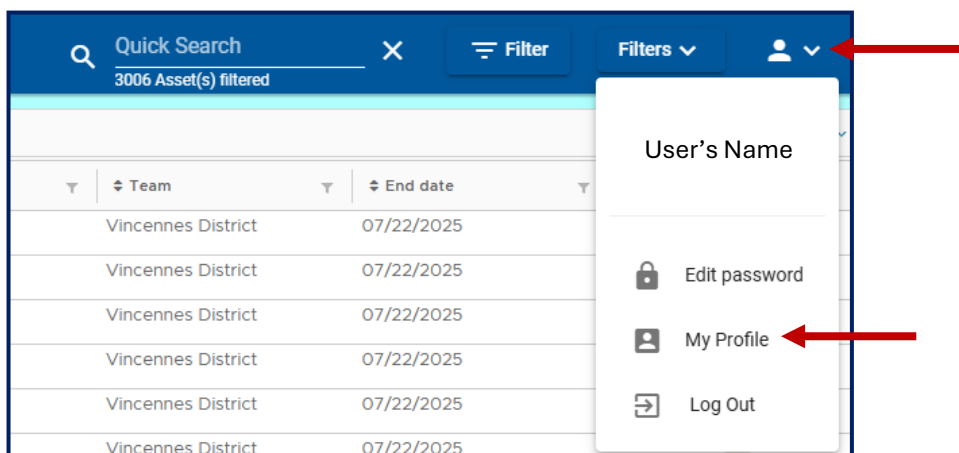 Quick Search
3006 Asset(s) filtered
Filter
Filters
User's Name
Team
End date
Vincennes District 07/22/2025
Vincennes District 07/22/2025
Edit password
Vincennes District 07/22/2025
My Profile
Vincennes District 07/22/2025
Vincennes District 07/22/2025
Log Out
Vincennes District 07/22/2025